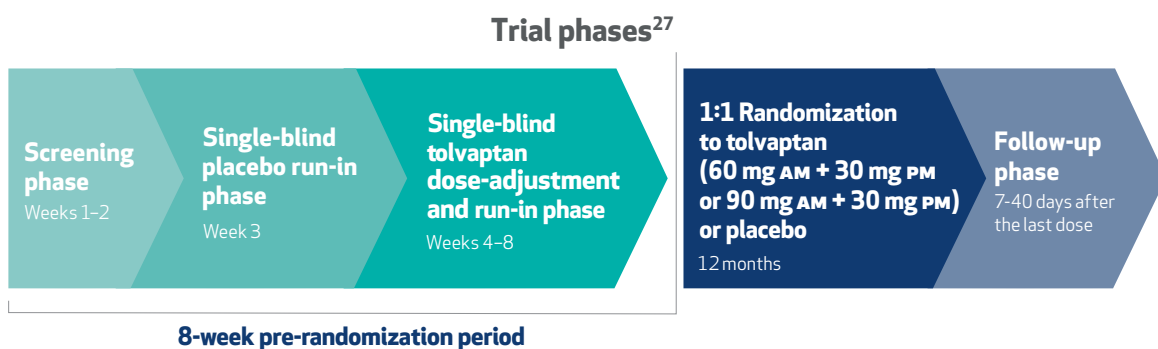 Trial phases27
Screening
phase
Weeks 1–2
Single-blind
placebo run-in
phase
Week 3
Single-blind
tolvaptan
dose-adjustment
and run-in phase
Weeks 4–8
1:1 Randomization
to tolvaptan
(60 mg AM + 30 mg PM
or 90 mg AM + 30 mg PM)
or placebo
12 months
Follow-up
phase
7-40 days after
the last dose
8-week pre-randomization period